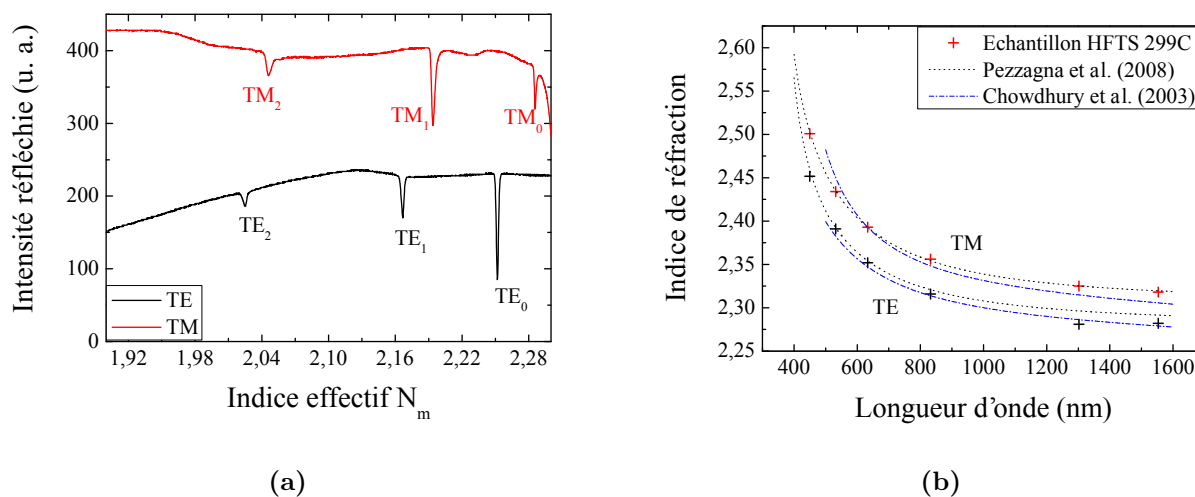 Intensité réfléchie (u. a.)
400
300
200
100
0
TM2
TM1
TM0
TE2
TE1
TE0
TE
TM
1,92 1,98 2,04 2,10 2,16 2,22 2,28
Indice effectif Nm
(a)
Indice de réfraction
2,60
2,55
2,50
2,45
2,40
2,35
2,30
2,25
Echantillon HFTS 299C
Pezzagna et al. (2008)
Chowdhury et al. (2003)
TM
TE
400 600 800 1000 1200 1400 1600
Longueur d'onde (nm)
(b)